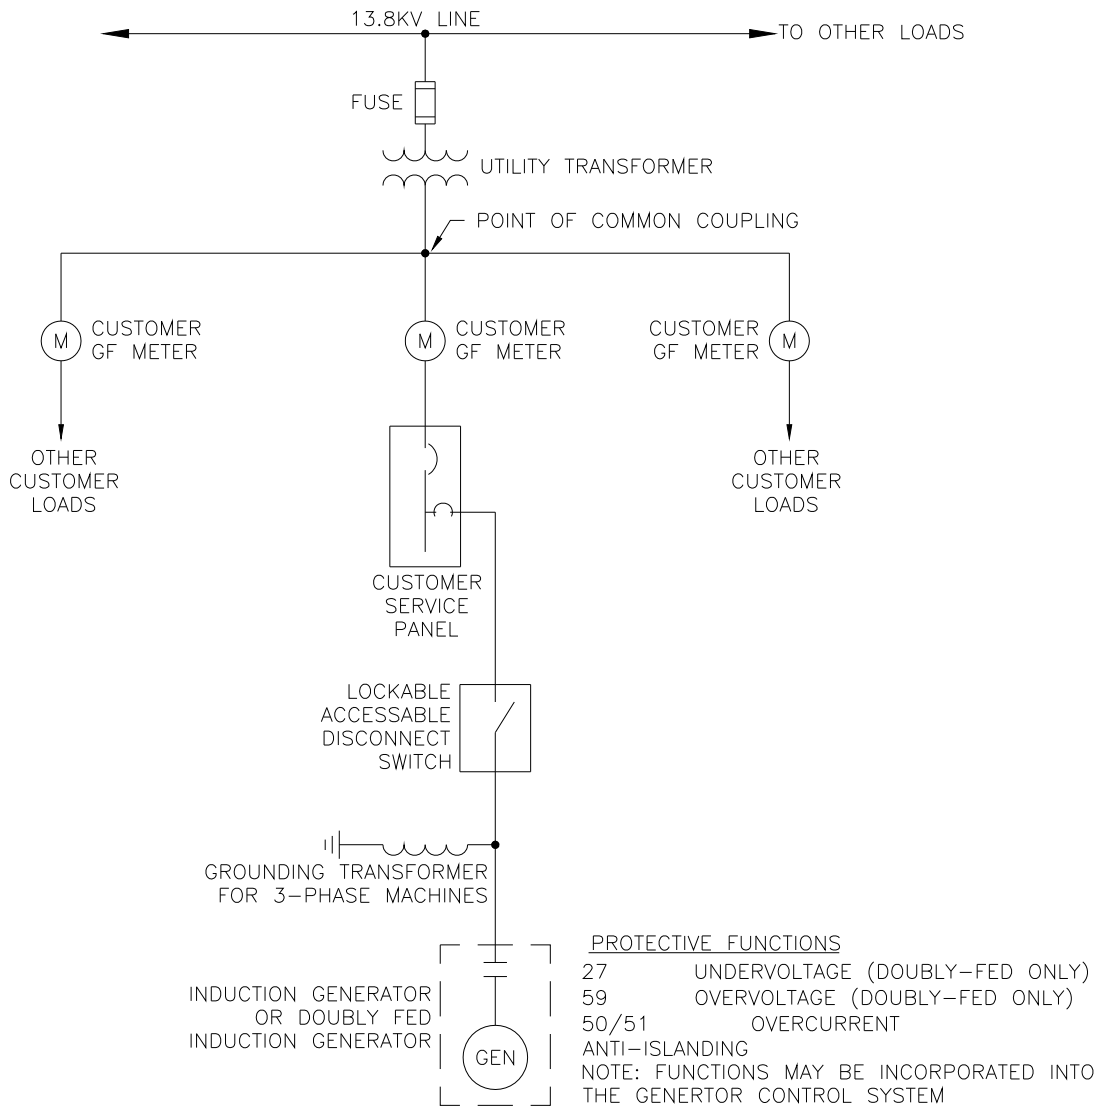 13.8KV LINE
TO OTHER LOADS
FUSE
UTILITY TRANSFORMER
POINT OF COMMON COUPLING
M
CUSTOMER
GF METER
M
CUSTOMER
GF METER
CUSTOMER
GF METER
M
OTHER
CUSTOMER
LOADS
OTHER
CUSTOMER
LOADS
CUSTOMER
SERVICE
PANEL
LOCKABLE
ACCESSABLE
DISCONNECT
SWITCH
GROUNDING TRANSFORMER
FOR 3-PHASE MACHINES
INDUCTION GENERATOR
OR DOUBLY FED
INDUCTION GENERATOR
GEN
PROTECTIVE FUNCTIONS
27 UNDERVOLTAGE (DOUBLY-FED ONLY)
59 OVERVOLTAGE (DOUBLY-FED ONLY)
50/51 OVERCURRENT
ANTI-ISLANDING
NOTE: FUNCTIONS MAY BE INCORPORATED INTO
THE GENERTOR CONTROL SYSTEM